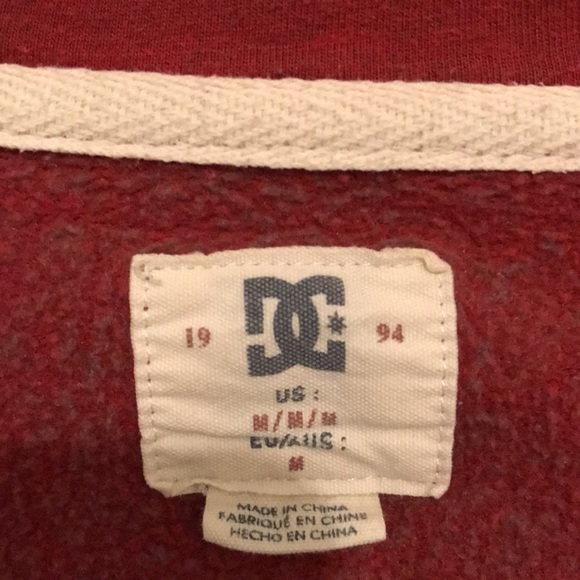 19 DC 94
US :
M/M/M
EU/AUS :
M
MADE IN CHINA
FABRIQUÉ EN CHINE
HECHO EN CHINA